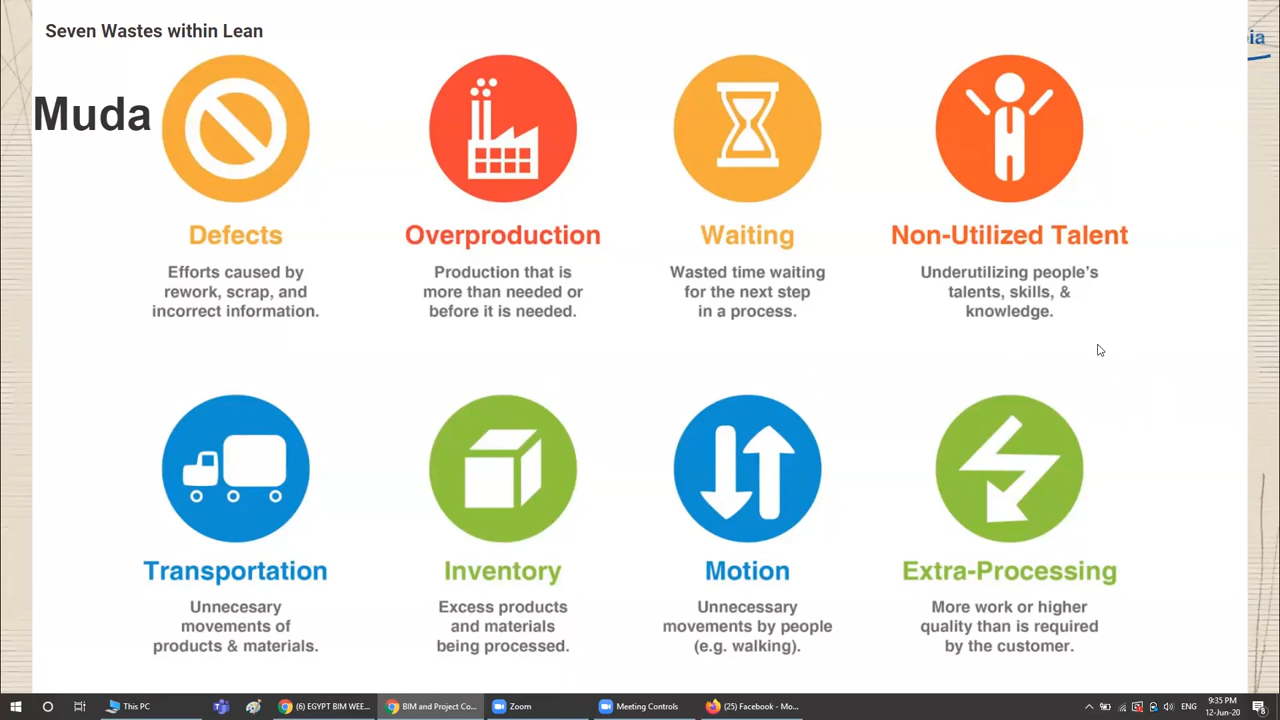 Seven Wastes within Lean
Muda
Defects
Efforts caused by
rework, scrap, and
incorrect information.
Overproduction
Production that is
more than needed or
before it is needed.
Waiting
Wasted time waiting
for the next step
in a process.
Non-Utilized Talent
Underutilizing people's
talents, skills, &
knowledge.
Transportation
Unnecesary
movements of
products & materials.
Inventory
Excess products
and materials
being processed.
Motion
Unnecessary
movements by people
(e.g. walking).
Extra-Processing
More work or higher
quality than is required
by the customer.
This PC
(6) EGYPT BIM WEE...
BIM and Project Co...
Zoom
Meeting Controls
(25) Facebook - Mo...
ENG
9:35 PM
12-Jun-20